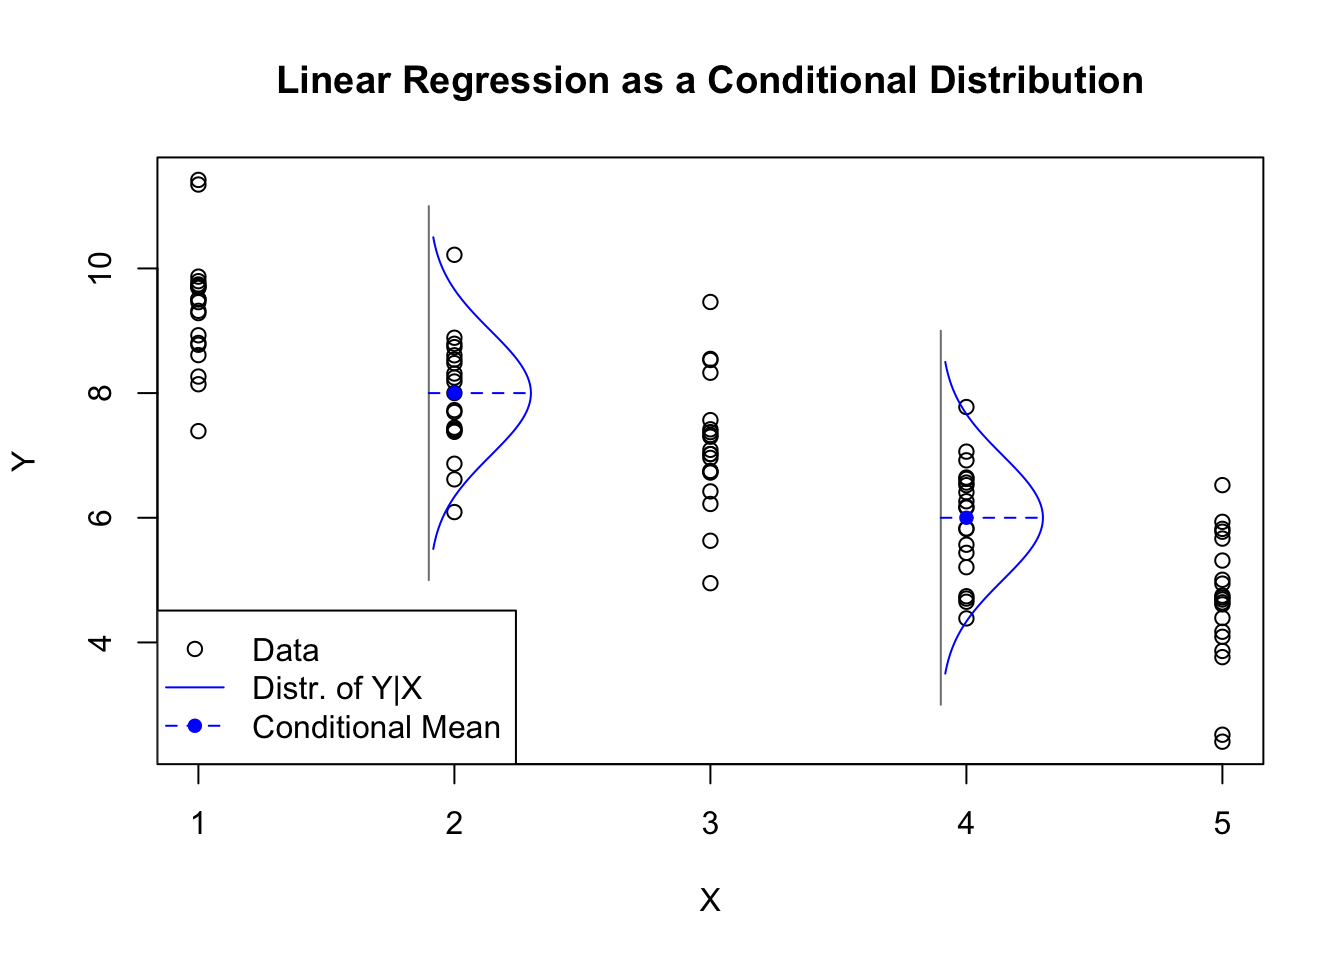 Linear Regression as a Conditional Distribution
Y
10
8
6
4
Data
Distr. of Y|X
Conditional Mean
1 2 3 4 5
X